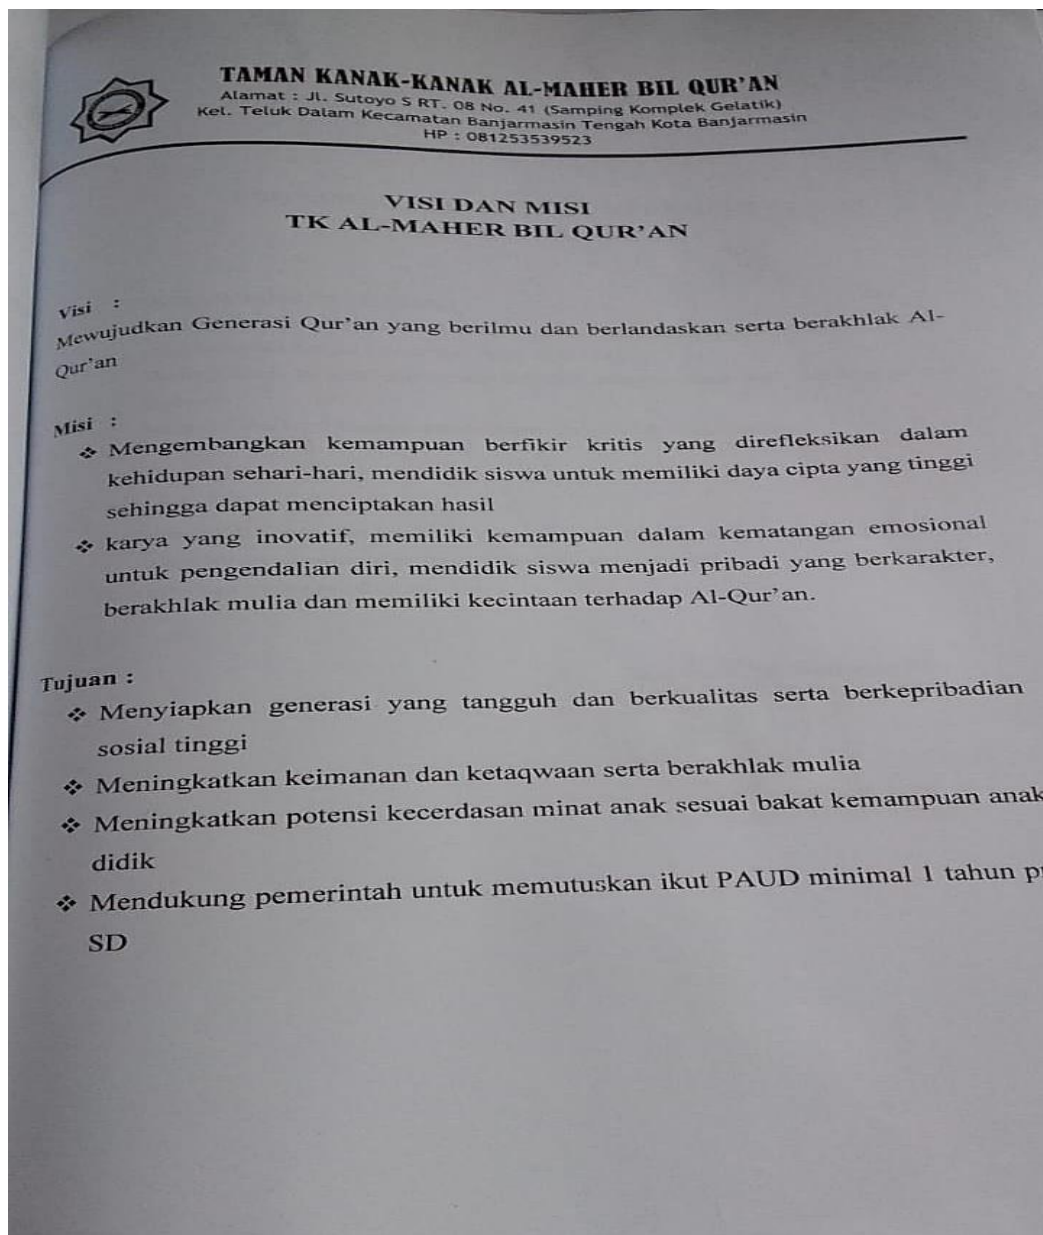 TAMAN KANAK-KANAK AL-MAHER BIL QUR'AN
Alamat : Jl. Sutoyo S RT. 08 No. 41 (Samping Komplek Gelatik)
Kel. Teluk Dalam Kecamatan Banjarmasin Tengah Kota Banjarmasin
HP : 081253539523
VISI DAN MISI
TK AL-MAHER BIL QUR'AN
Visi :
Mewujudkan Generasi Qur'an yang berilmu dan berlandaskan serta berakhlak Al-
Qur'an
Misi :
❖ Mengembangkan kemampuan berfikir kritis yang direfleksikan dalam
kehidupan sehari-hari, mendidik siswa untuk memiliki daya cipta yang tinggi
sehingga dapat menciptakan hasil
❖ karya yang inovatif, memiliki kemampuan dalam kematangan emosional
untuk pengendalian diri, mendidik siswa menjadi pribadi yang berkarakter,
berakhlak mulia dan memiliki kecintaan terhadap Al-Qur'an.
Tujuan :
❖ Menyiapkan generasi yang tangguh dan berkualitas serta berkepribadian
sosial tinggi
❖ Meningkatkan keimanan dan ketaqwaan serta berakhlak mulia
❖ Meningkatkan potensi kecerdasan minat anak sesuai bakat kemampuan anak
didik
❖ Mendukung pemerintah untuk memutuskan ikut PAUD minimal 1 tahun
SD